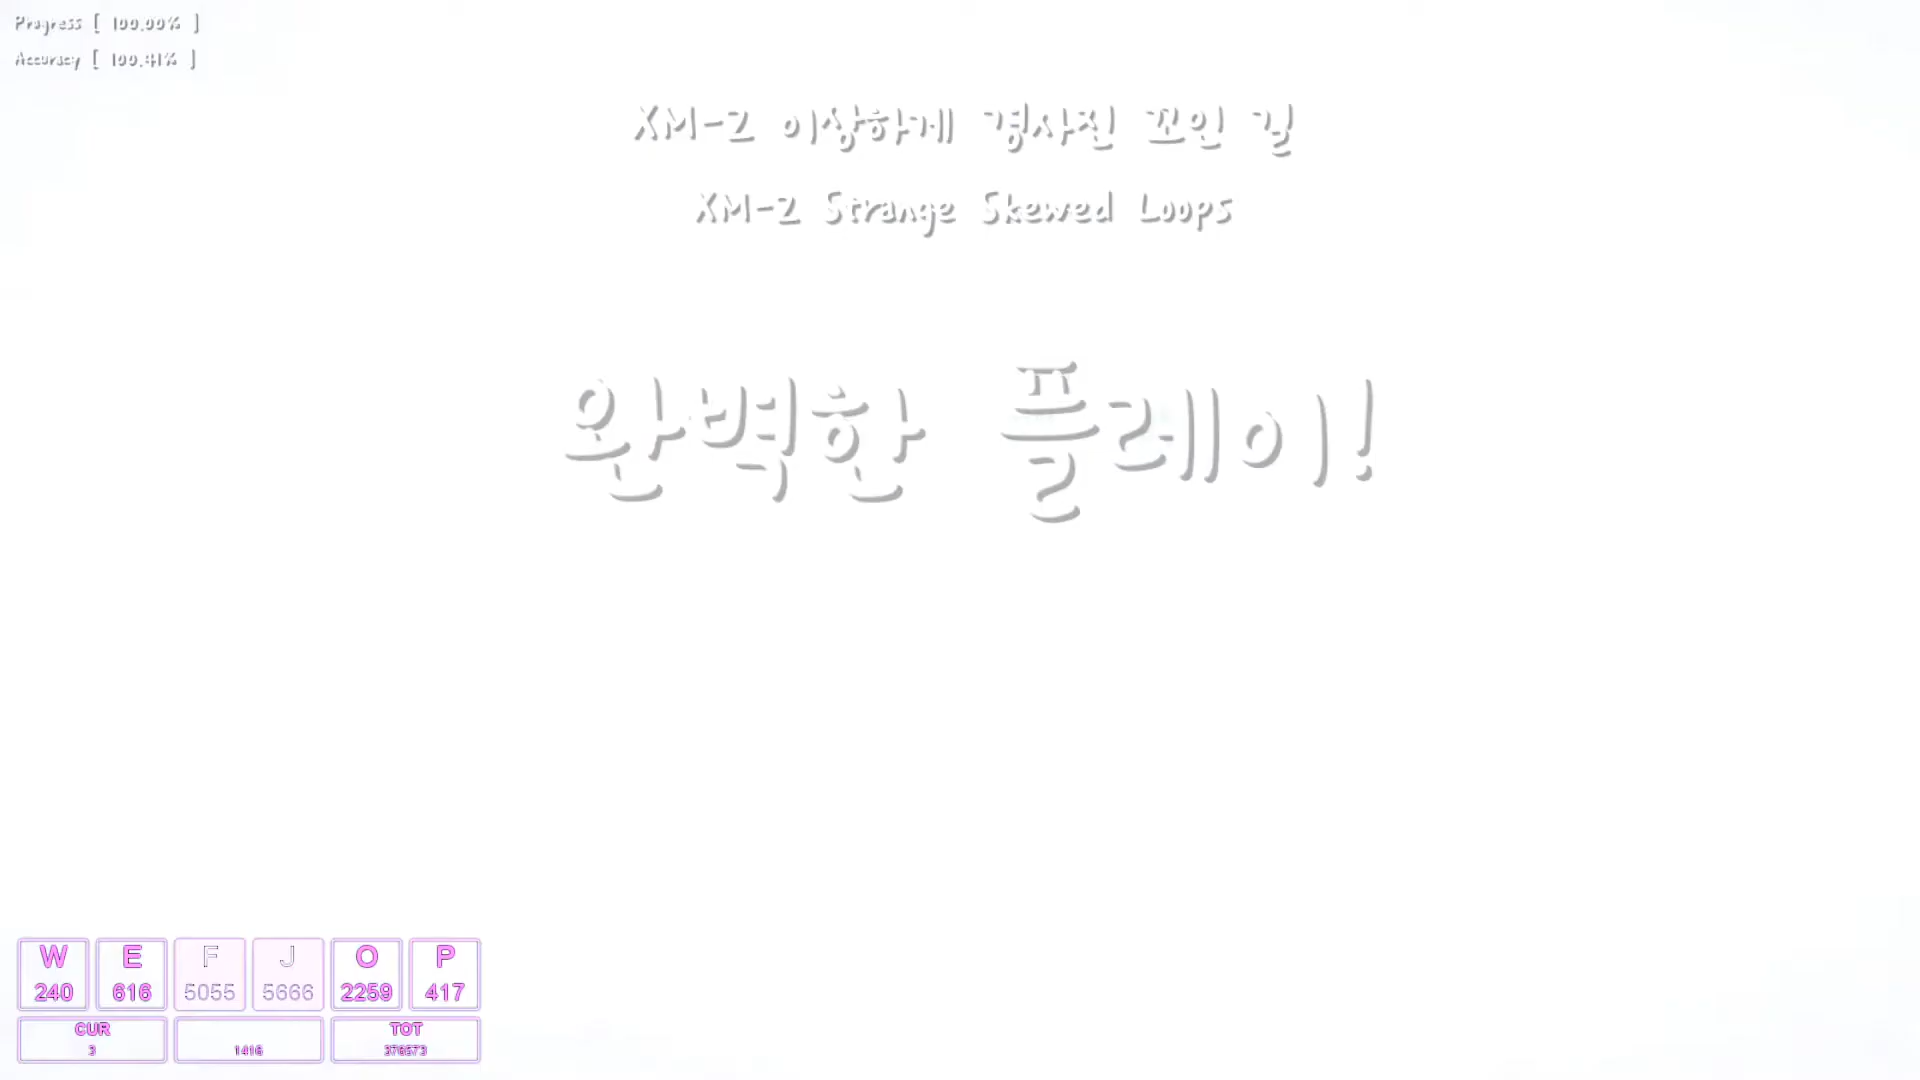 Progress [ 100.00% ]
Accuracy [ 100.41% ]
XM-2 이상하게 경사진 꼬인 길
XM-2 Strange Skewed Loops
완벽한 플레이!
W E F J O P
240 616 5055 5666 2259 417
CUR TOT
3 1416 376573